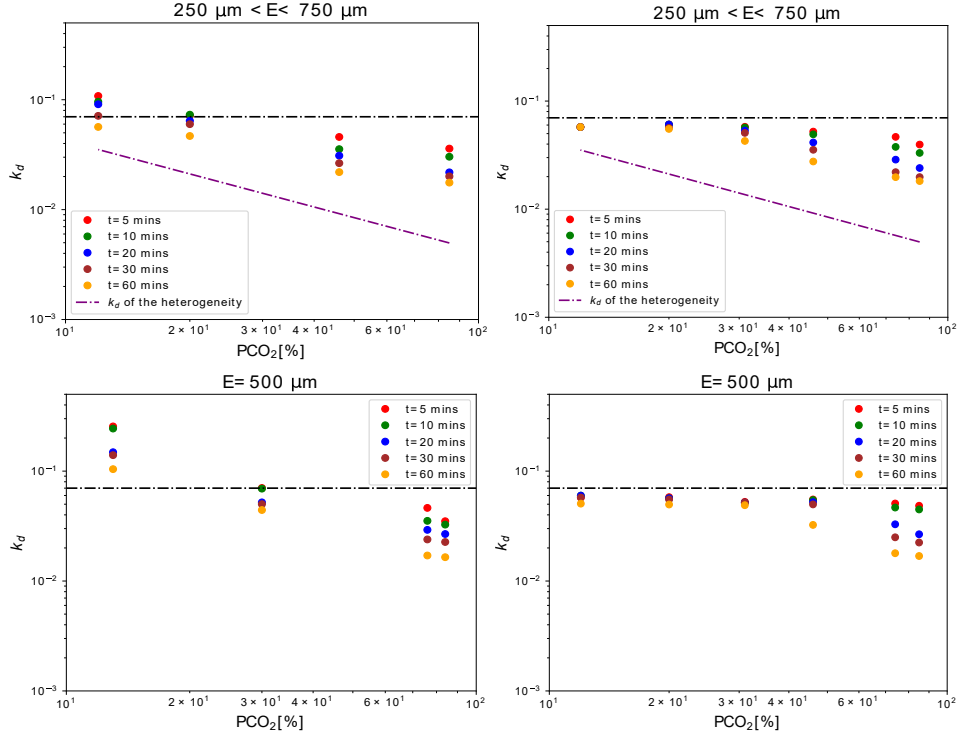 250 μm < E< 750 μm
10⁻¹
10⁻²
10⁻³
k_d
t= 5 mins
t= 10 mins
t= 20 mins
t= 30 mins
t= 60 mins
k_d of the heterogeneity
10¹
2 × 10¹
3 × 10¹
4 × 10¹
6 × 10¹
10²
PCO₂[%]
250 μm < E< 750 μm
10⁻¹
10⁻²
10⁻³
k_d
t= 5 mins
t= 10 mins
t= 20 mins
t= 30 mins
t= 60 mins
k_d of the heterogeneity
10¹
2 × 10¹
3 × 10¹
4 × 10¹
6 × 10¹
10²
PCO₂[%]
E= 500 μm
10⁻¹
10⁻²
10⁻³
k_d
t= 5 mins
t= 10 mins
t= 20 mins
t= 30 mins
t= 60 mins
10¹
2 × 10¹
3 × 10¹
4 × 10¹
6 × 10¹
10²
PCO₂[%]
E= 500 μm
10⁻¹
10⁻²
10⁻³
k_d
t= 5 mins
t= 10 mins
t= 20 mins
t= 30 mins
t= 60 mins
10¹
2 × 10¹
3 × 10¹
4 × 10¹
6 × 10¹
10²
PCO₂[%]